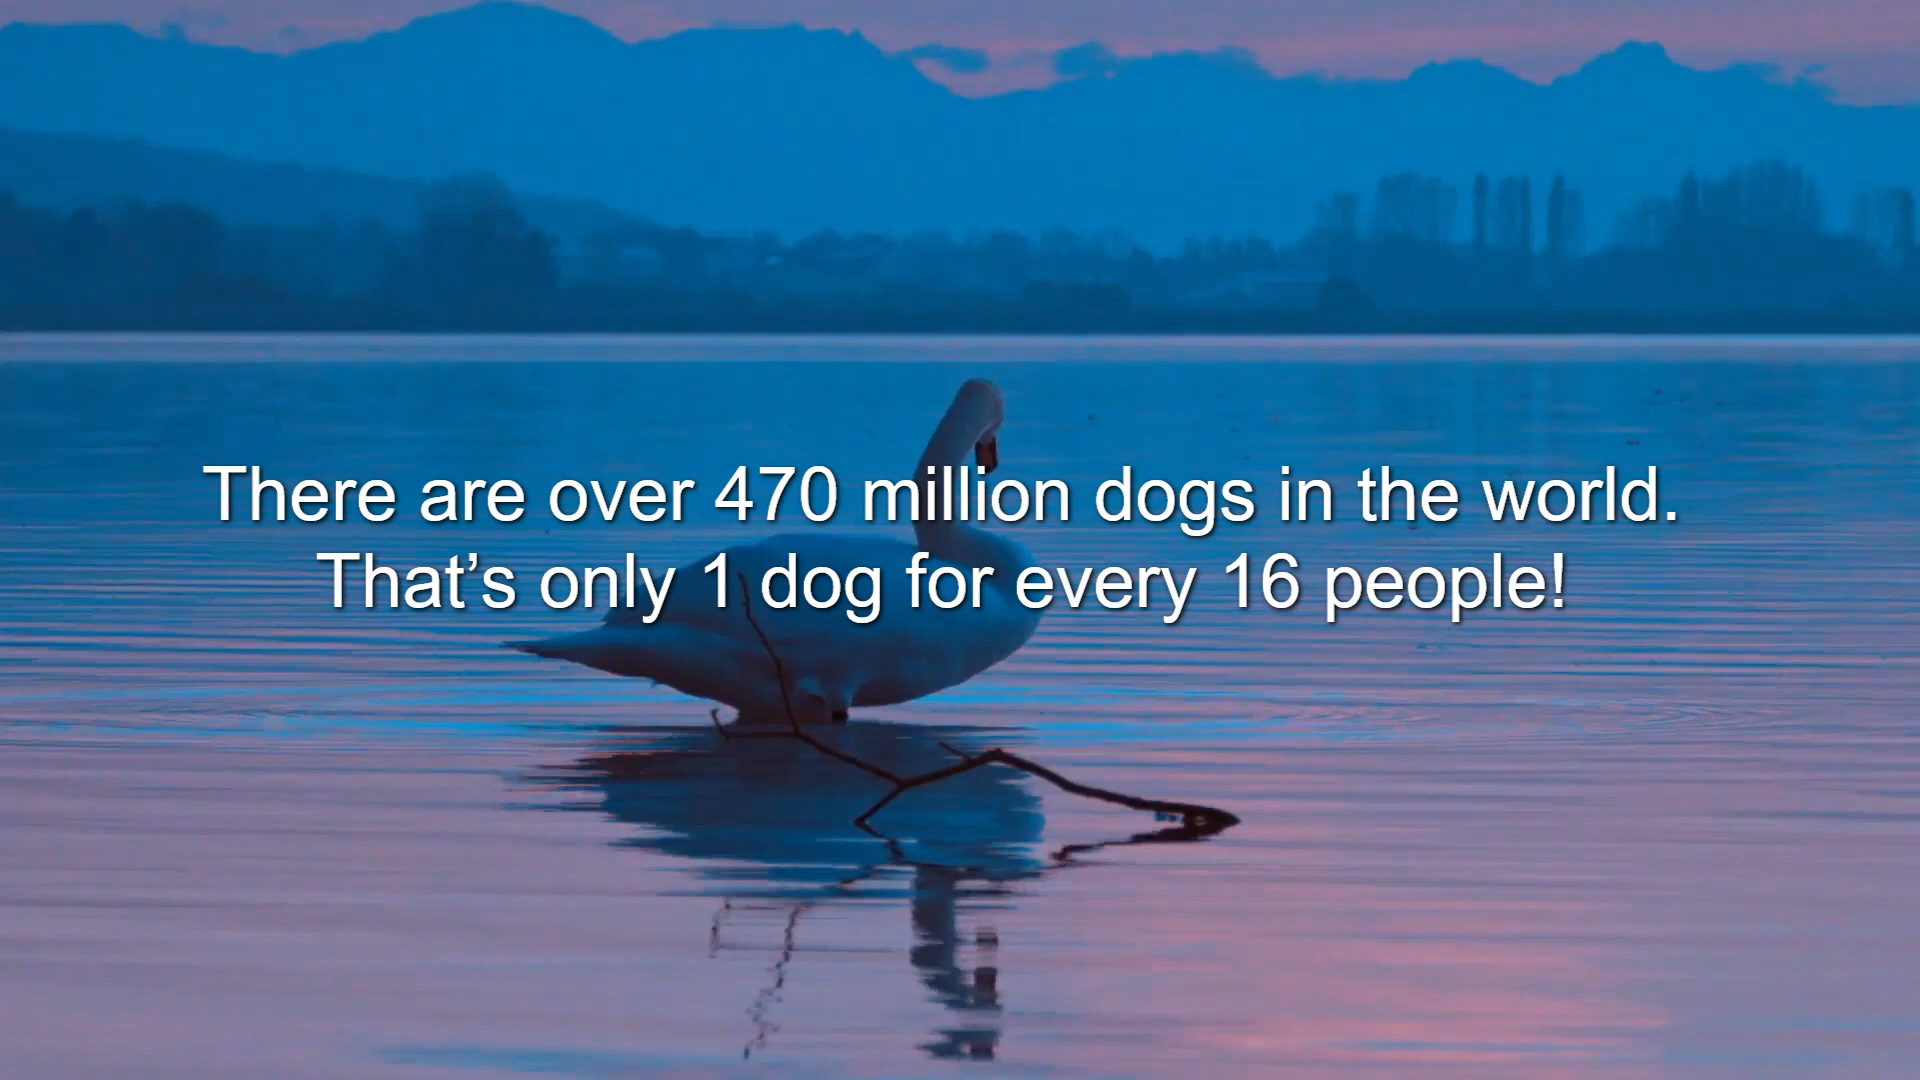 There are over 470 million dogs in the world.
That’s only 1 dog for every 16 people!